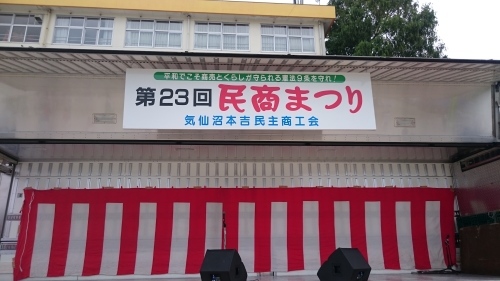 平和でこそ商売とくらしが守られる憲法9条を守れ!
第23回 民商まつり
気仙沼本吉民主商工会